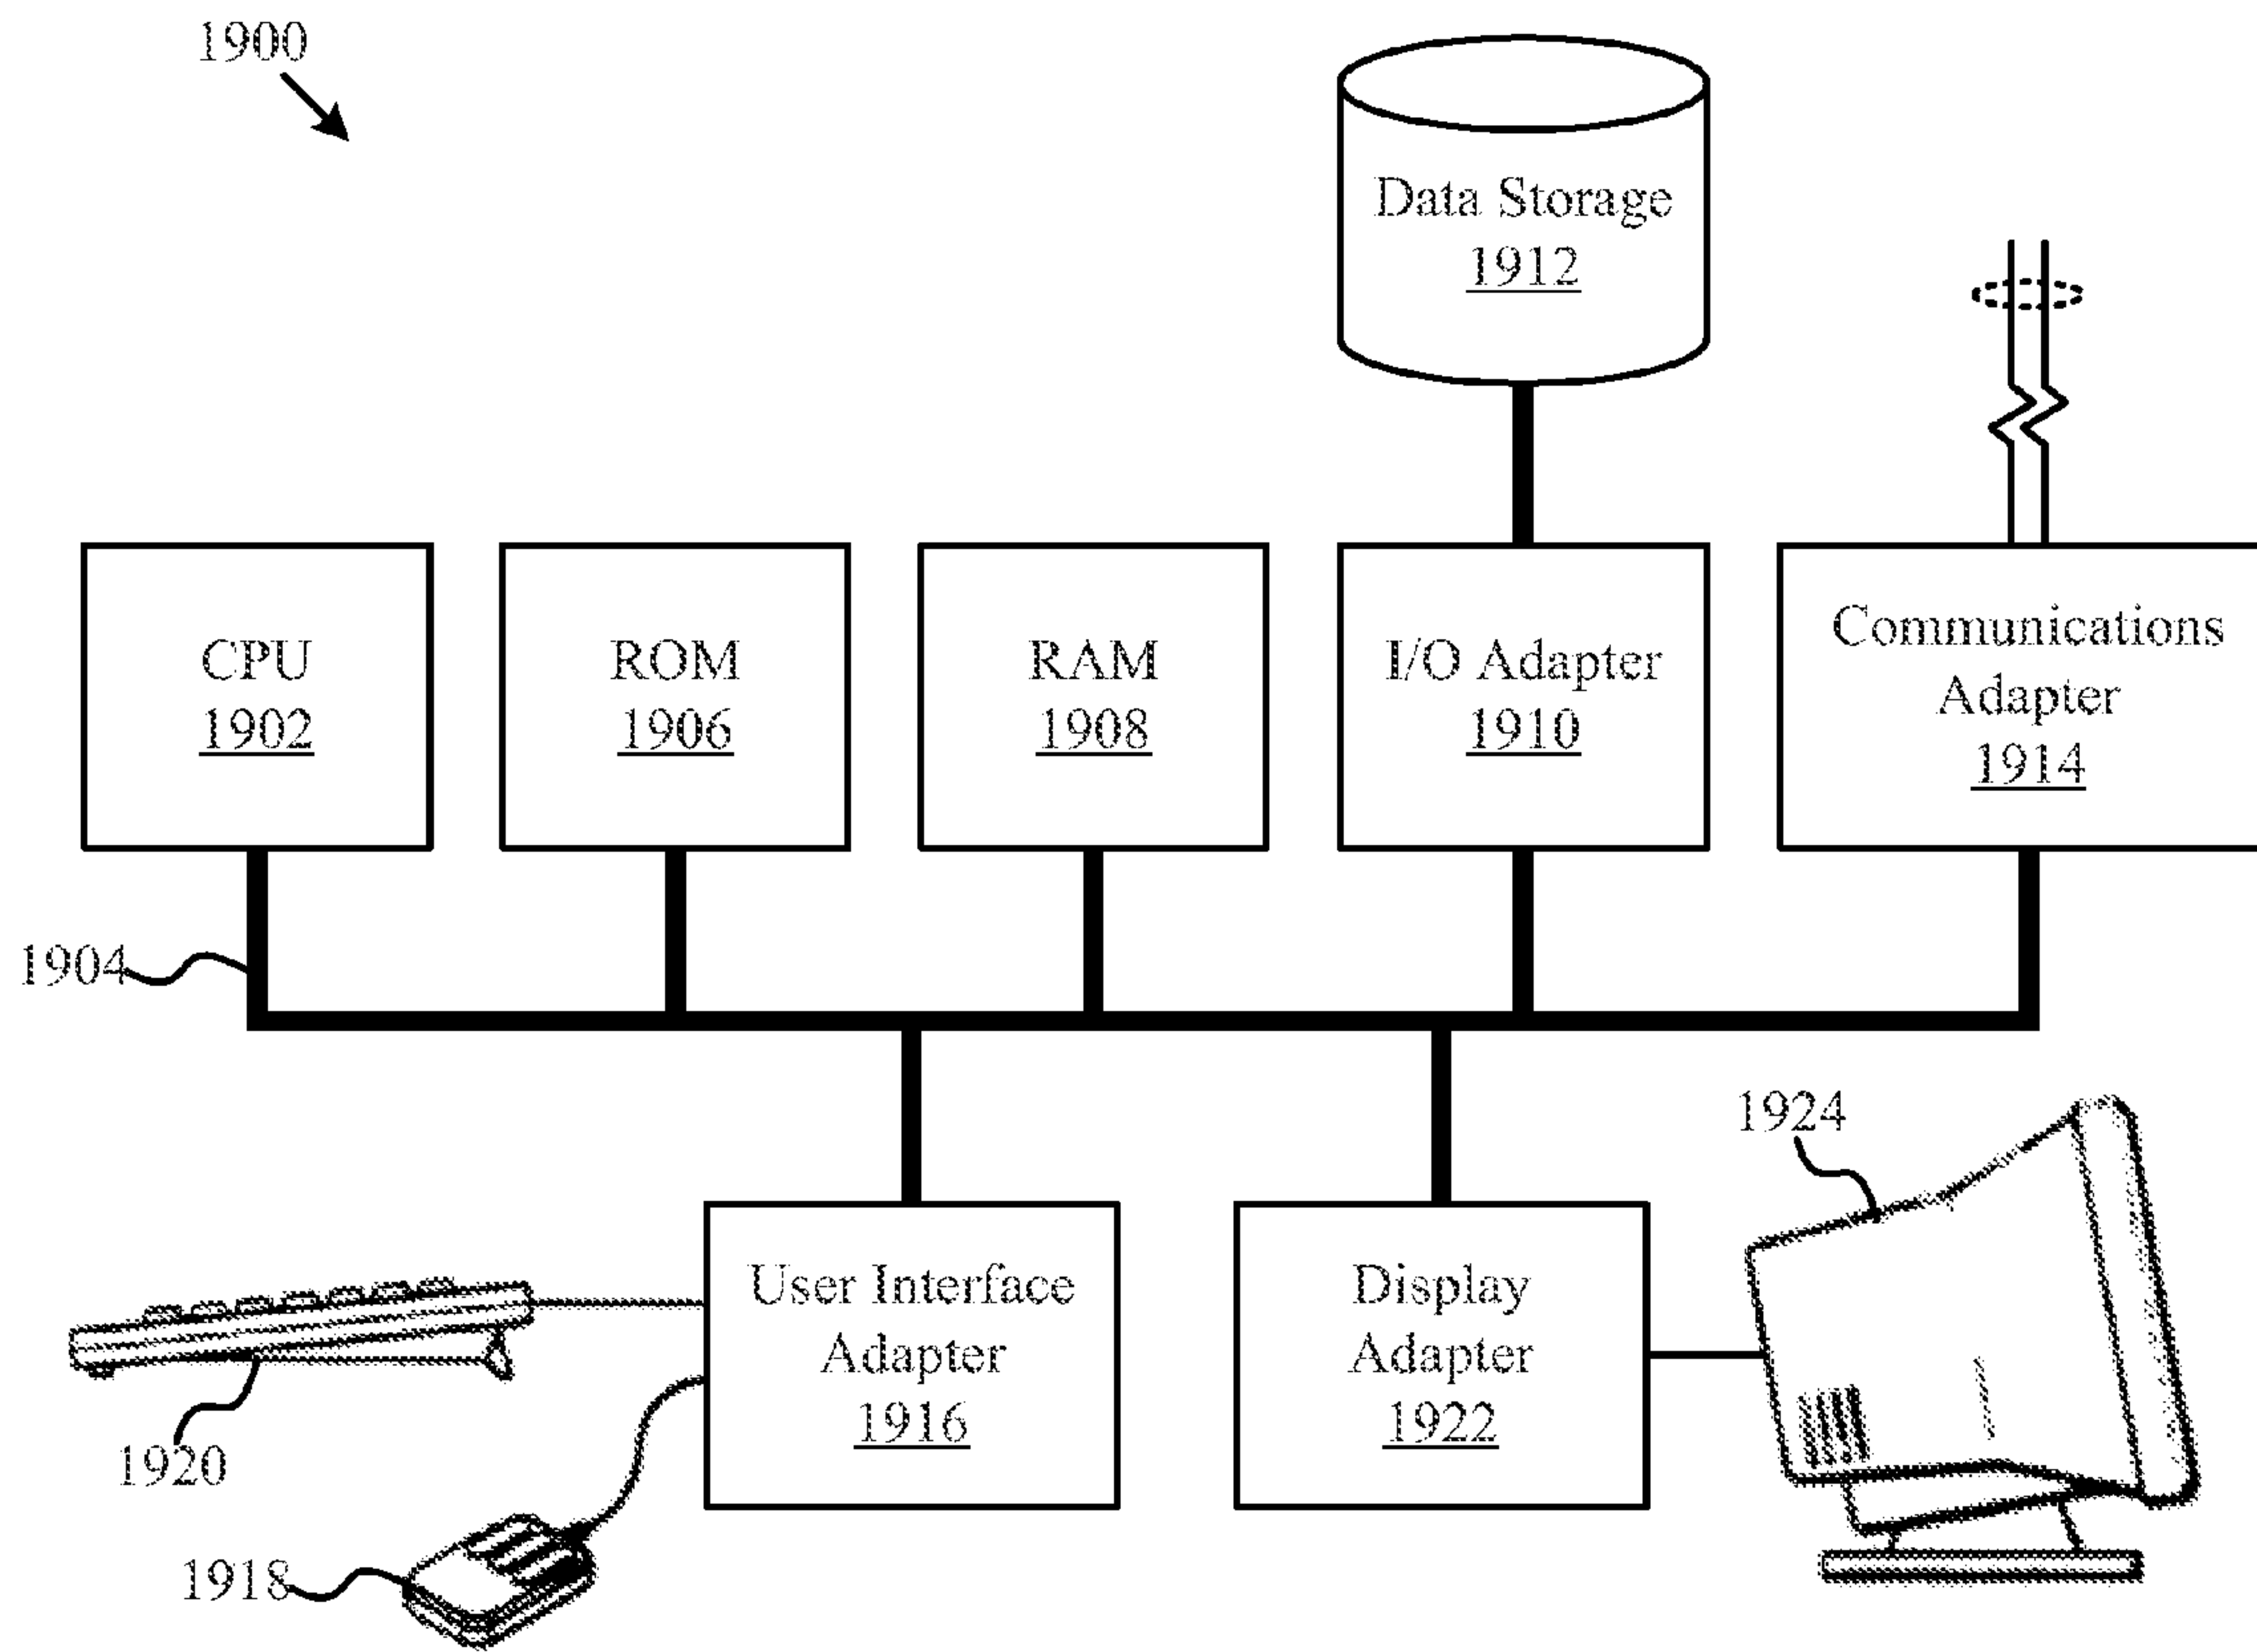 1900
Data Storage
1912
CPU
1902
ROM
1906
RAM
1908
I/O Adapter
1910
Communications
Adapter
1914
1904
1924
User Interface
Adapter
1916
Display
Adapter
1922
1920
1918